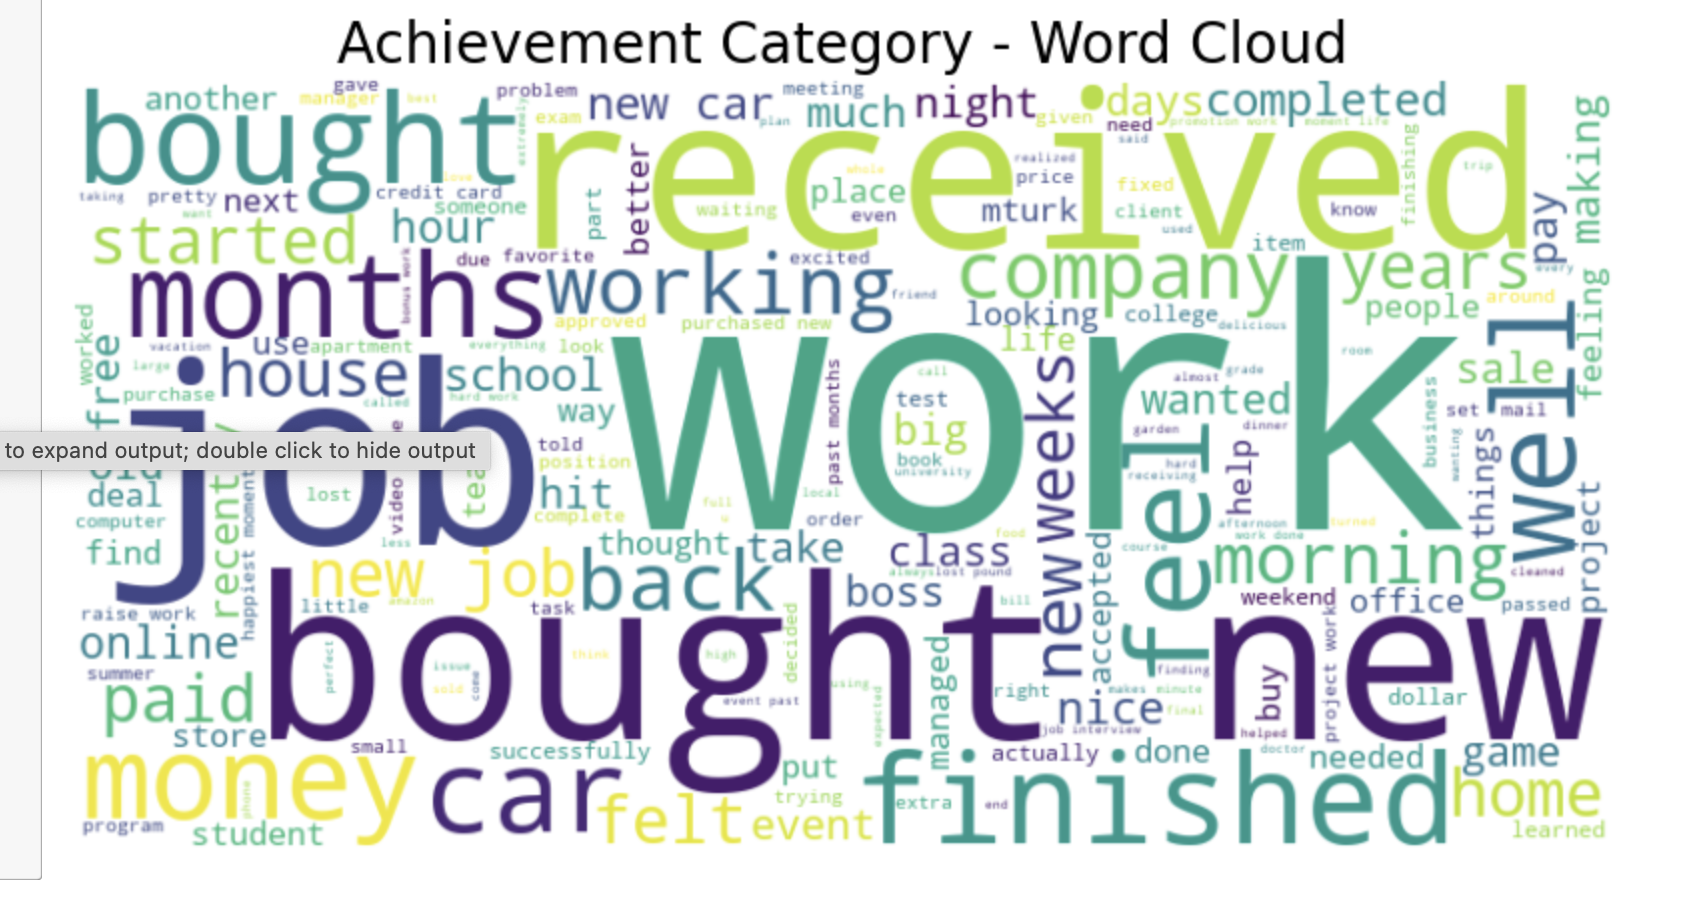 Achievement Category - Word Cloud
gave
another
manager
best
problem
meeting
bought
new car
much
night
days
completed
exam
plan
given
need
promotion work
moment life
said
extremely
received
making
love
whole
realized
price
trip
taking
pretty
next
credit card
someone
want
part
better
place
fixed
finishing
waiting
even
mturk
client
used
know
pay
started
hour
item
due
favorite
excited
every
months
bonus work
working
friend
company
years
looking
college
delicious
people
around
feeling
worked
approved
purchased new
life
vacation
use
apartment
everything
look
room
free
large
house
school
call
almost
grade
sale
purchase
called
hard work
way
past months
test
wanted
set
mail
business
well
job
work
weeks
big
garden
dinner
to expand output; double click to hide output
told
position
book
university
hard
receiving
help
wanting
things
old
deal
lost
video
hit
full
u
local
computer
complete
order
afternoon
turned
find
recent
happiest moment
less
thought
take
food
class
course
work done
morning
cleaned
project
new job
back
always
lost pound
feel
raise work
little
amazon
task
boss
bill
new
accepted
weekend
office
passed
online
bought
new
summer
perfect
issue
sold
come
think
high
decided
managed
finding
paid
event past
using
expected
right
makes
minute
final
buy
project work
dollar
store
small
successfully
nice
job interview
helped
actually
done
doctor
needed
game
money
car
put
finished
home
phone
trying
extra
end
program
student
felt
event
learned